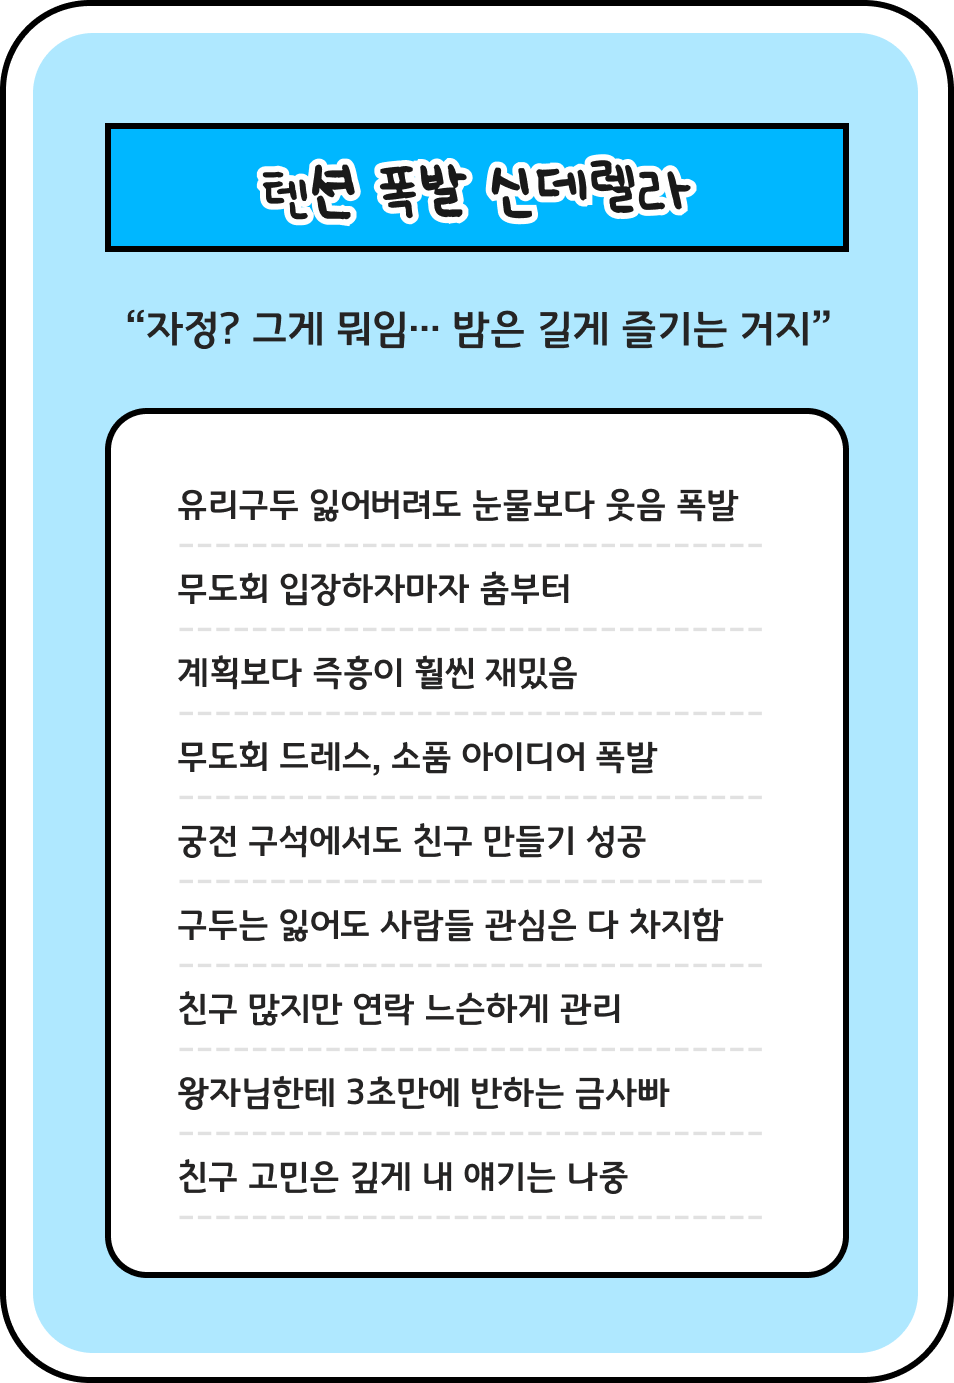 텐션 폭발 신데렐라
“자정? 그게 뭐임… 밤은 길게 즐기는 거지”
유리구두 잃어버려도 눈물보다 웃음 폭발
무도회 입장하자마자 춤부터
계획보다 즉흥이 훨씬 재밌음
무도회 드레스, 소품 아이디어 폭발
궁전 구석에서도 친구 만들기 성공
구두는 잃어도 사람들 관심은 다 차지함
친구 많지만 연락 느슨하게 관리
왕자님한테 3초만에 반하는 금사빠
친구 고민은 깊게 내 얘기는 나중